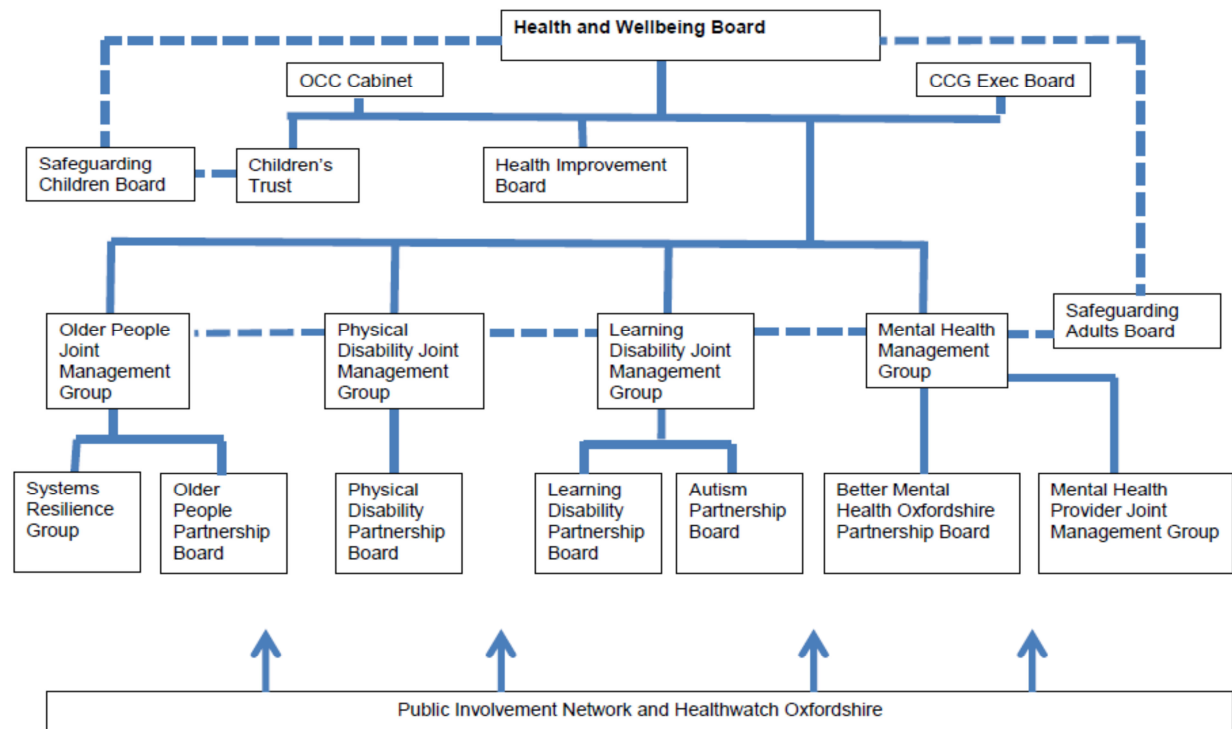 Health and Wellbeing Board
OCC Cabinet
CCG Exec Board
Safeguarding
Children Board
Children's
Trust
Health Improvement
Board
Older People
Joint
Management
Group
Physical
Disability Joint
Management
Group
Learning
Disability Joint
Management
Group
Mental Health
Management
Group
Safeguarding
Adults Board
Systems
Resilience
Group
Older
People
Partnership
Board
Physical
Disability
Partnership
Board
Learning
Disability
Partnership
Board
Autism
Partnership
Board
Better Mental
Health Oxfordshire
Partnership Board
Mental Health
Provider Joint
Management Group
Public Involvement Network and Healthwatch Oxfordshire